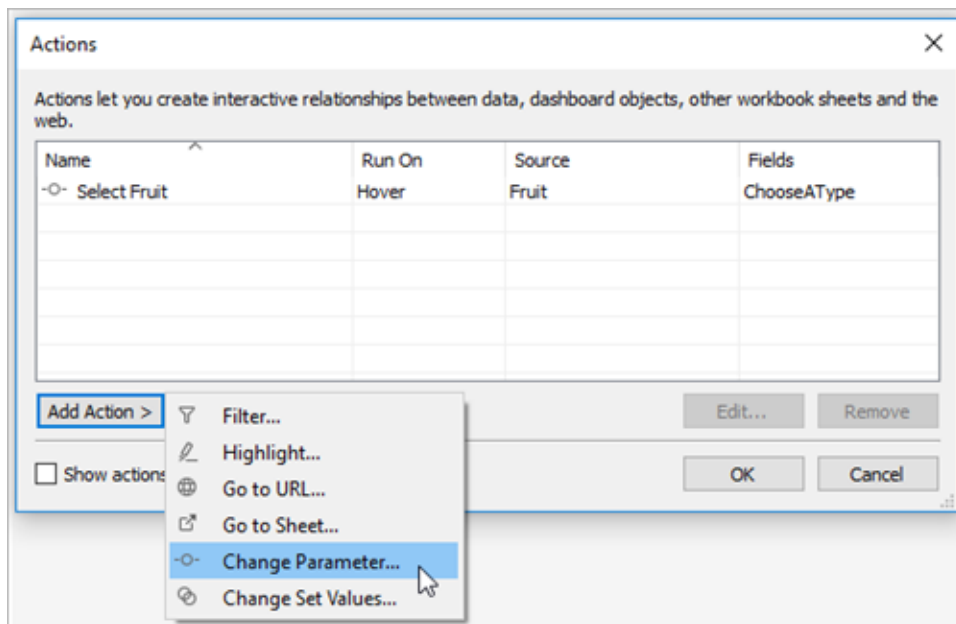 Actions
Actions let you create interactive relationships between data, dashboard objects, other workbook sheets and the
web.
Name Run On Source Fields
Select Fruit Hover Fruit ChooseAType
Add Action > Edit... Remove
Filter...
Highlight...
Show actions OK Cancel
Go to URL...
Go to Sheet...
Change Parameter...
Change Set Values...